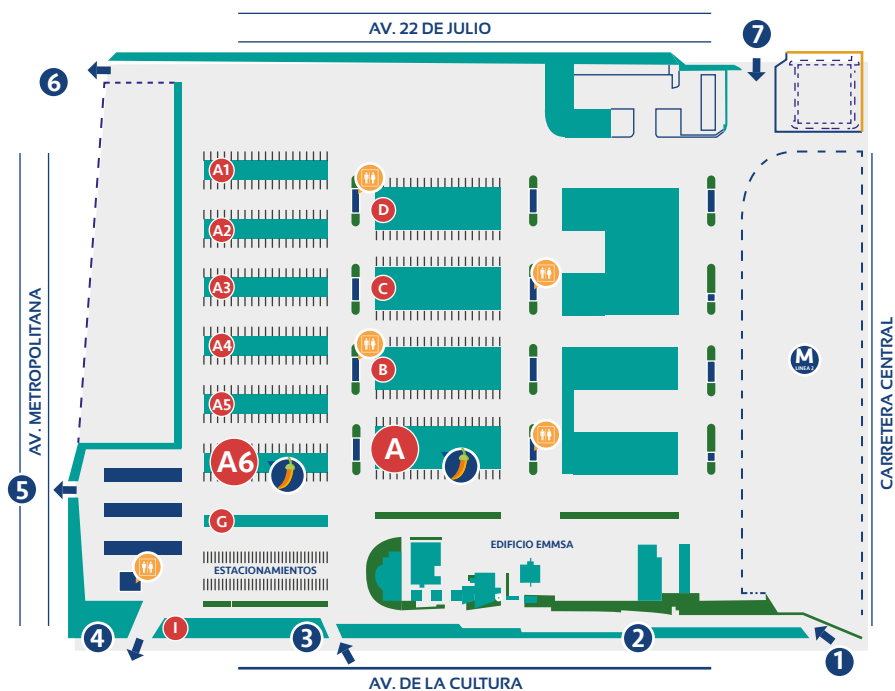 AV. 22 DE JULIO
7
6
A1
D
A2
C
A3
AV. METROPOLITANA
CARRETERA CENTRAL
A4
M
LINEA 2
B
A5
A6
A
5
G
EDIFICIO EMMSA
ESTACIONAMIENTOS
I
4
3
2
1
AV. DE LA CULTURA